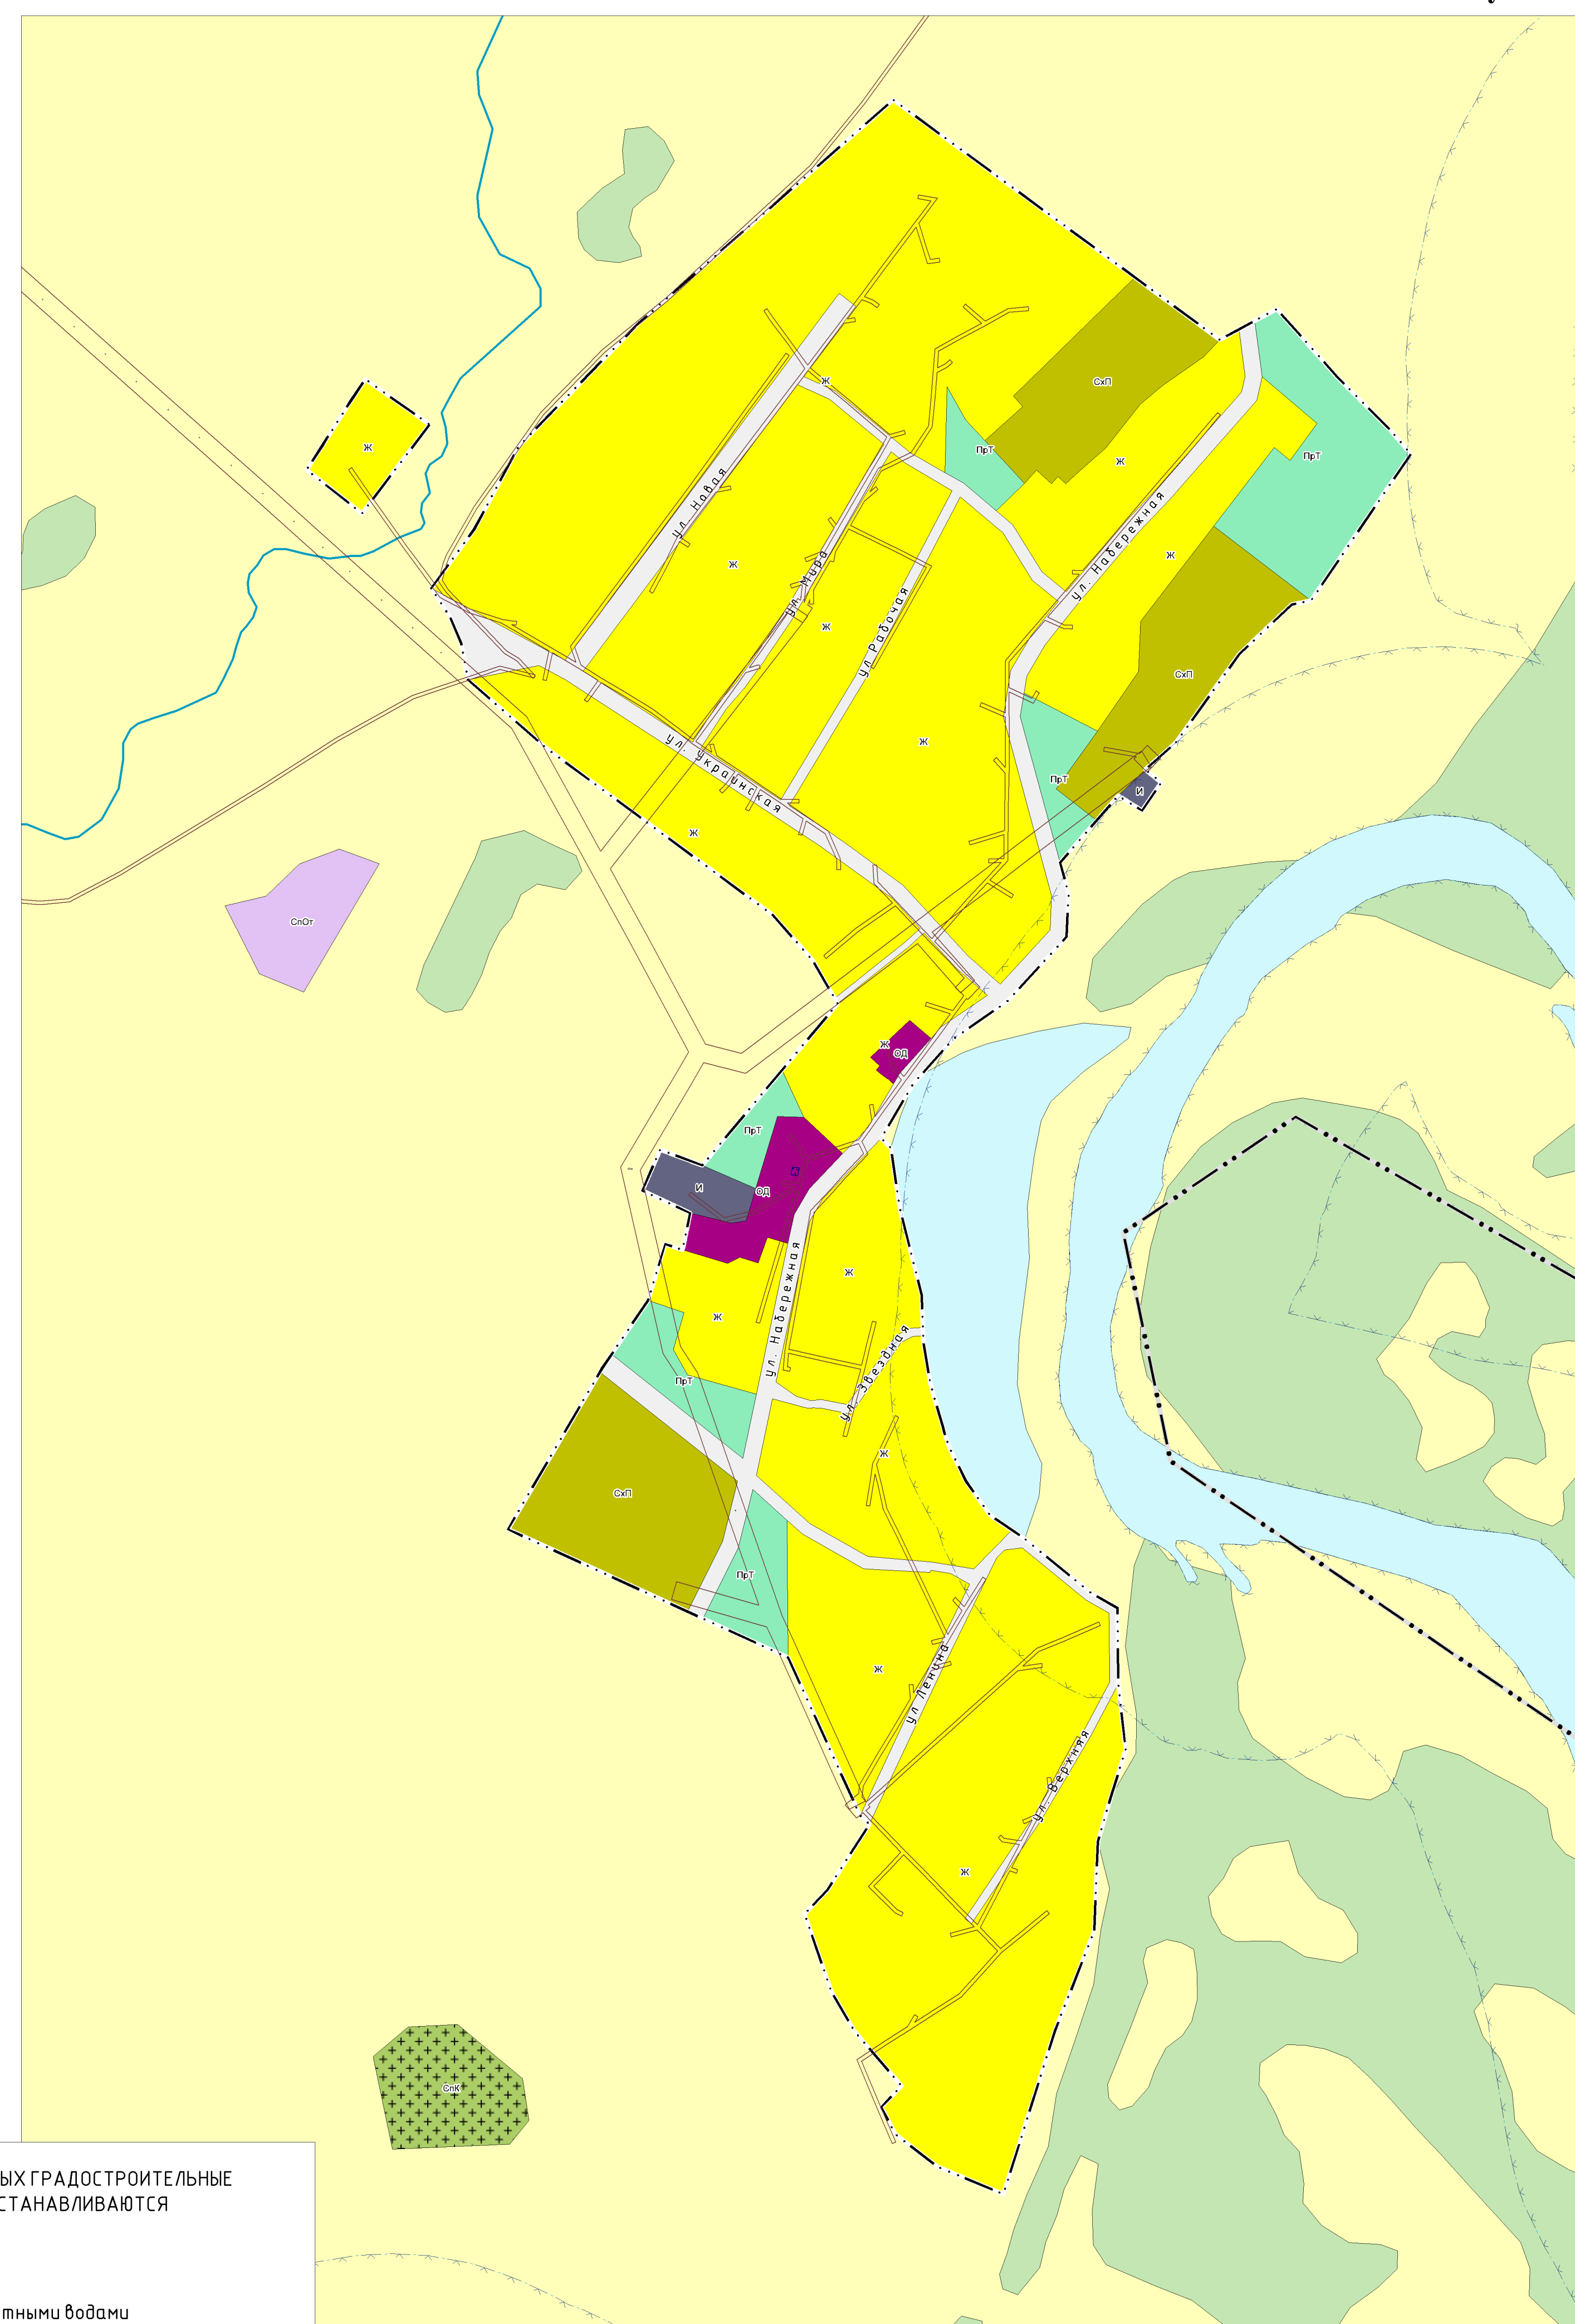 Ж
СхП
Ж
ПрТ
ПрТ
Ж
Ж
ул. Новая
ул. Набережная
Ж
Ж
ул. Мира
Ж
ул Рабочая
СхП
Ж
ул. Украинская
ПрТ
И
Ж
СпОт
Ж
ОД
ПрТ
И
ОД
Ж
ул. Набережная
Ж
ул. Звездная
ПрТ
Ж
СхП
ПрТ
Ж
ул Ленина
ул. Верхняя
Ж
СпК
ЫХ ГРАДОСТРОИТЕЛЬНЫЕ
СТАНАВЛИВАЮТСЯ
тными водами